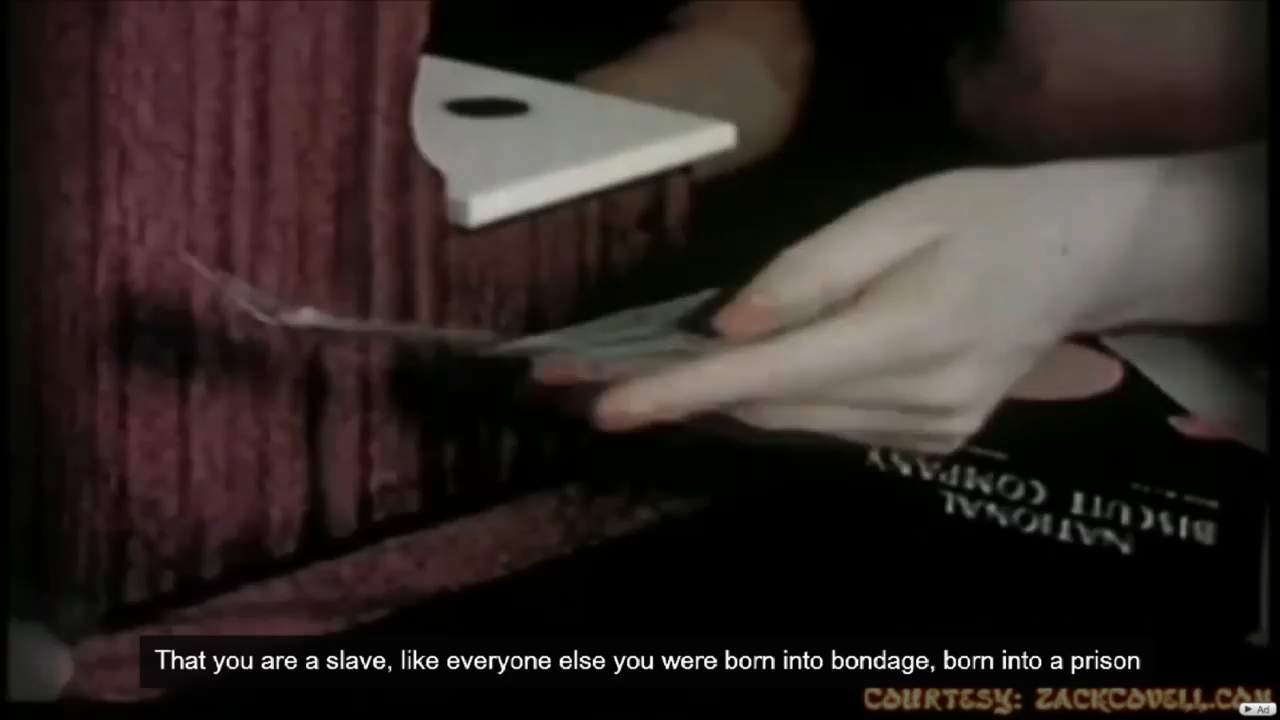 NATIONAL
BISCUIT COMPANY
That you are a slave, like everyone else you were born into bondage, born into a prison
COURTESY: ZACKCOVELL.COM
Ad